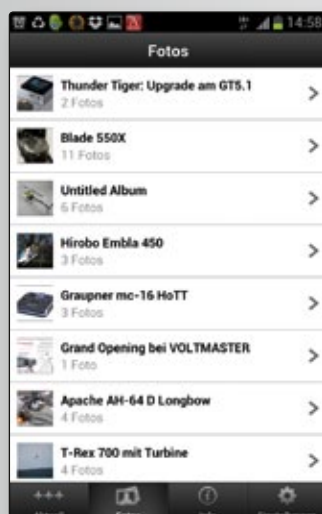 14:58
Fotos
Thunder Tiger: Upgrade am GT5.1
2 Fotos
Blade 550X
11 Fotos
Untitled Album
6 Fotos
Hirobo Embla 450
3 Fotos
Graupner mc-16 HoTT
3 Fotos
Grand Opening bei VOLTMASTER
1 Foto
Apache AH-64 D Longbow
4 Fotos
T-Rex 700 mit Turbine
4 Fotos
+++